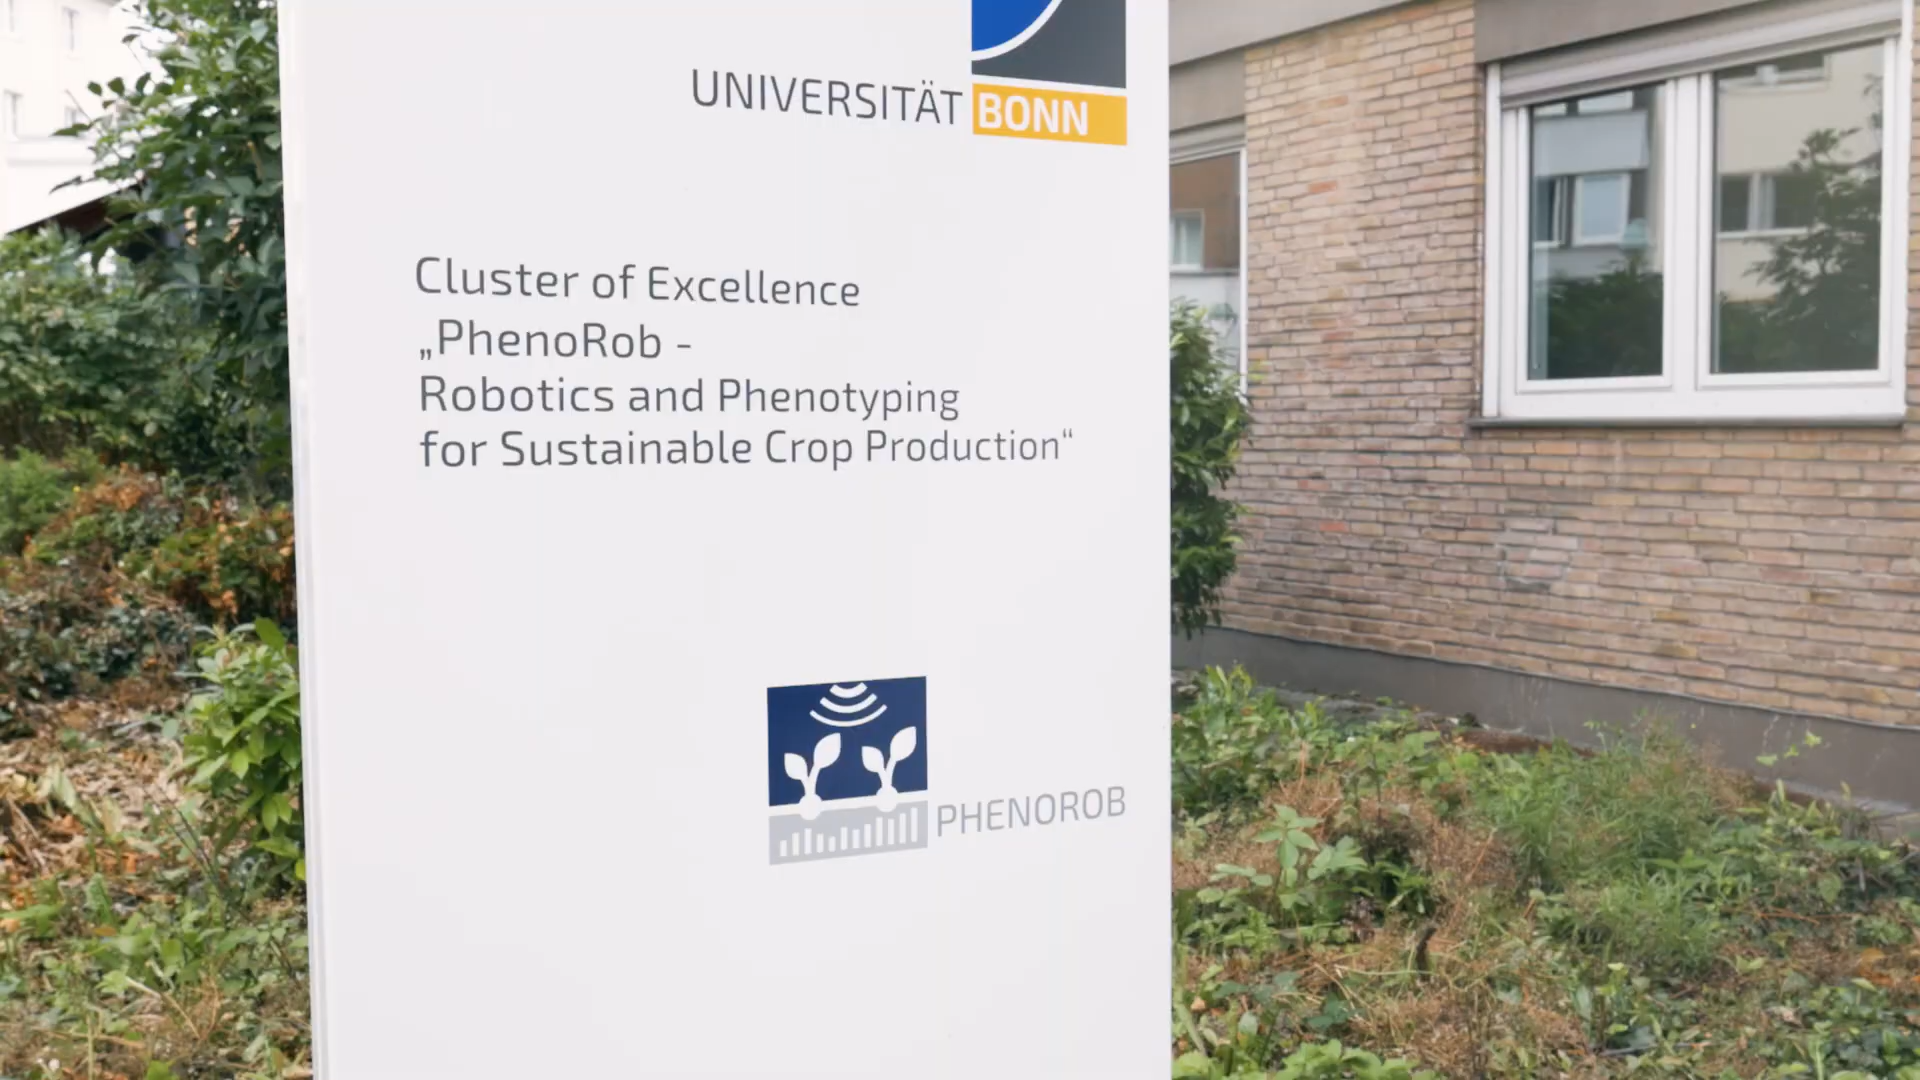 UNIVERSITÄT BONN
Cluster of Excellence
„PhenoRob -
Robotics and Phenotyping
for Sustainable Crop Production“
PHENOROB